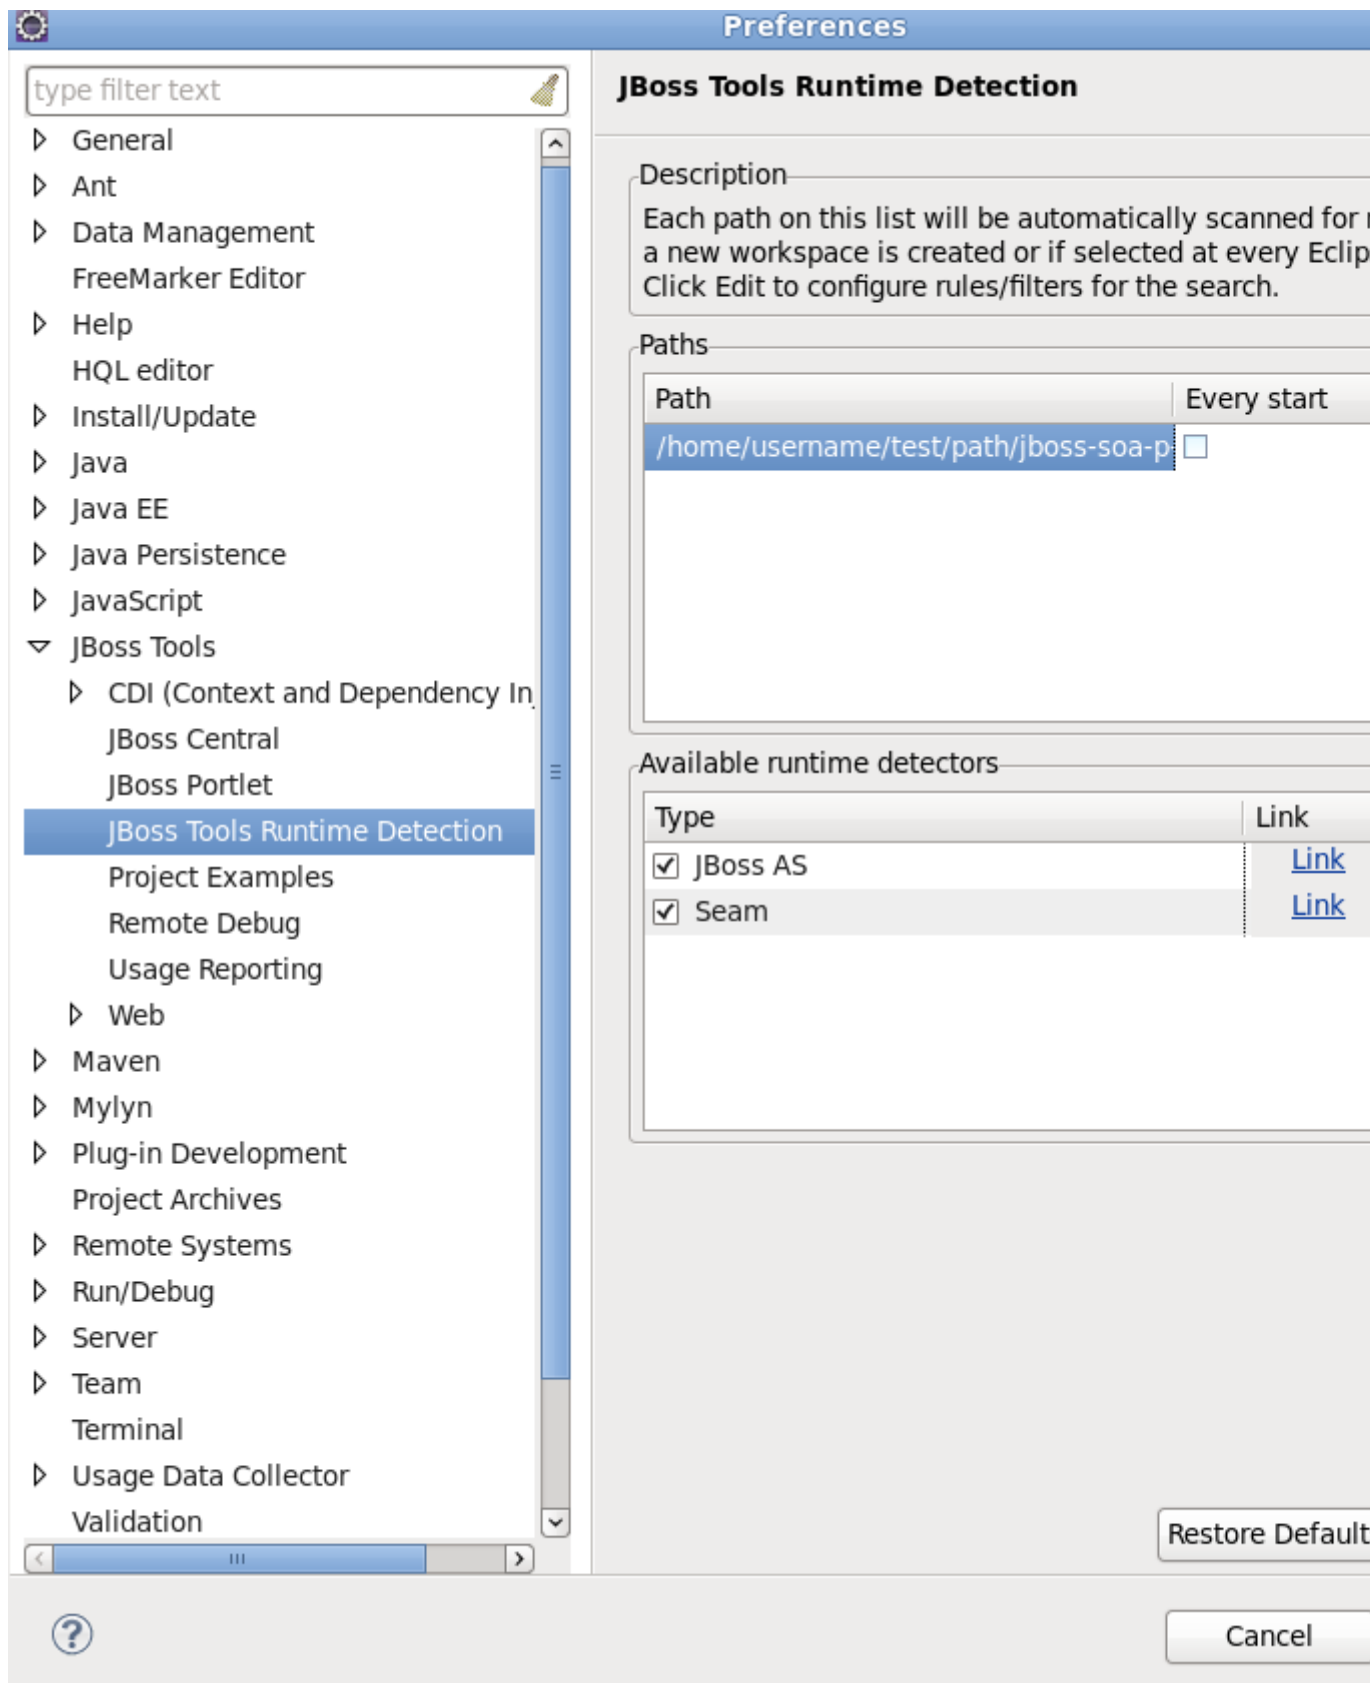 Preferences
type filter text
General
Ant
Data Management
FreeMarker Editor
Help
HQL editor
Install/Update
Java
Java EE
Java Persistence
JavaScript
JBoss Tools
CDI (Context and Dependency In
JBoss Central
JBoss Portlet
JBoss Tools Runtime Detection
Project Examples
Remote Debug
Usage Reporting
Web
Maven
Mylyn
Plug-in Development
Project Archives
Remote Systems
Run/Debug
Server
Team
Terminal
Usage Data Collector
Validation
JBoss Tools Runtime Detection
Description
Each path on this list will be automatically scanned for
a new workspace is created or if selected at every Eclip
Click Edit to configure rules/filters for the search.
Paths
Path Every start
/home/username/test/path/jboss-soa-p
Available runtime detectors
Type Link
JBoss AS Link
Seam Link
Restore Default
Cancel